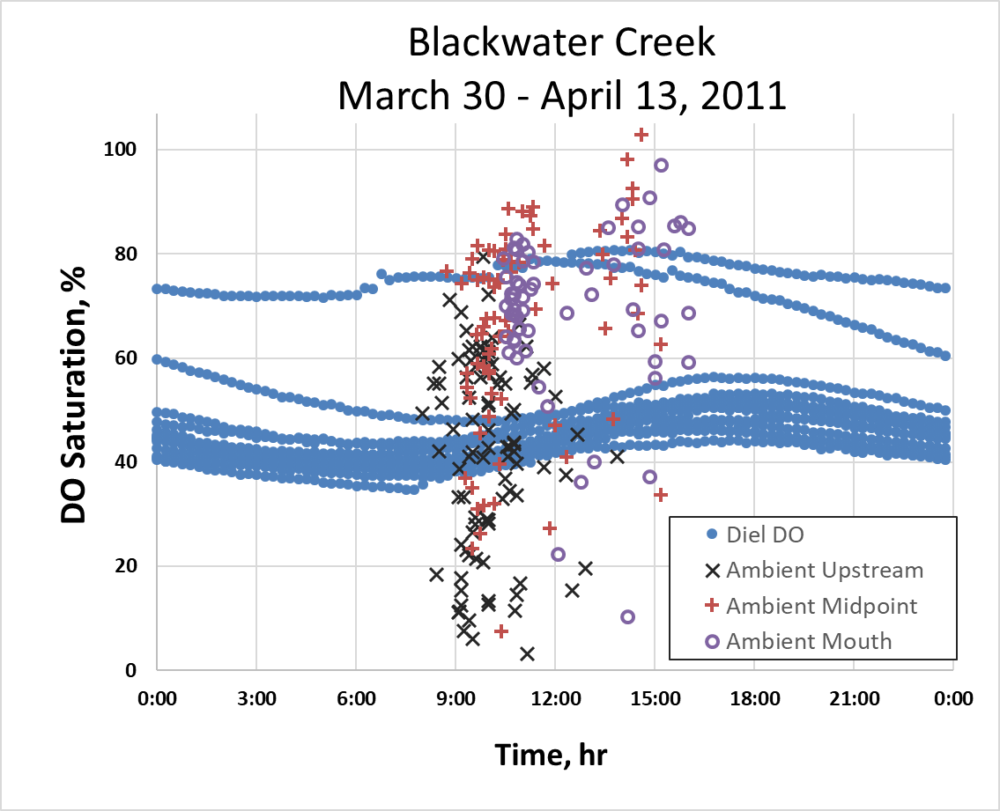 Blackwater Creek
March 30 - April 13, 2011
100
80
60
40
20
0
DO Saturation, %
Diel DO
Ambient Upstream
Ambient Midpoint
Ambient Mouth
0:00 3:00 6:00 9:00 12:00 15:00 18:00 21:00 0:00
Time, hr